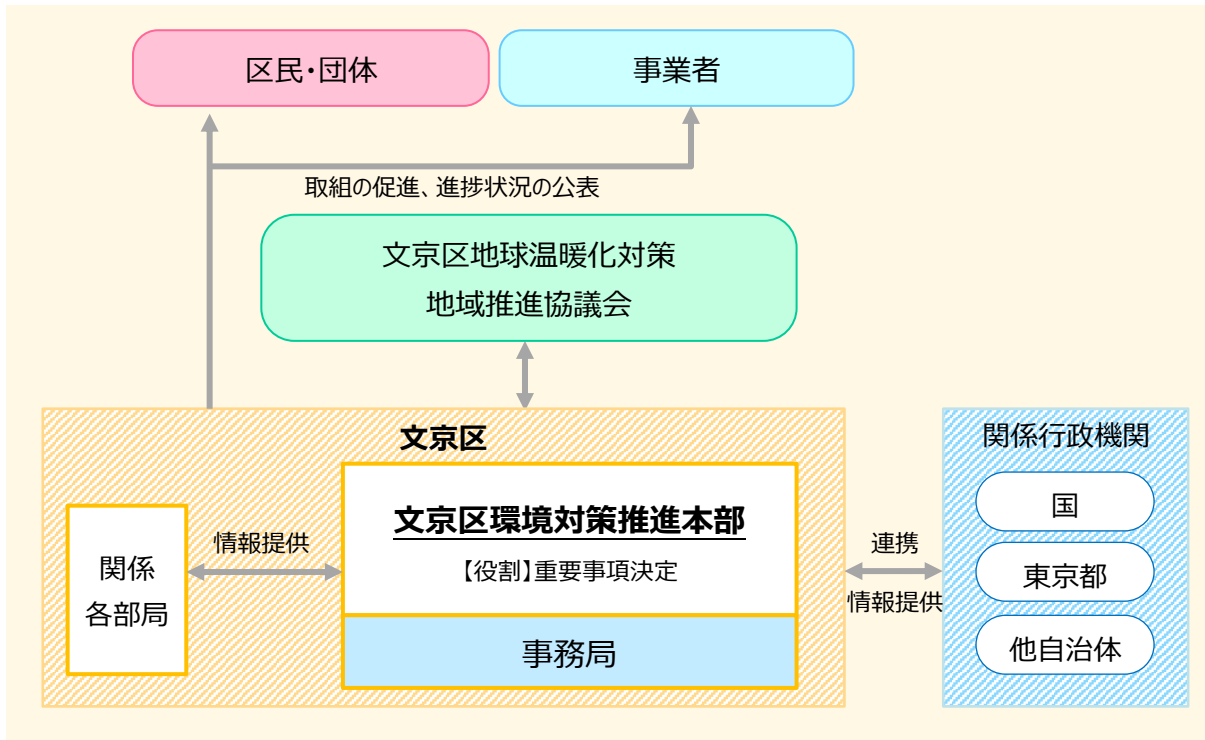 区民・団体
事業者
取組の促進、進捗状況の公表
文京区地球温暖化対策
地域推進協議会
文京区
文京区環境対策推進本部
【役割】重要事項決定
事務局
関係
各部局
情報提供
連携
情報提供
関係行政機関
国
東京都
他自治体